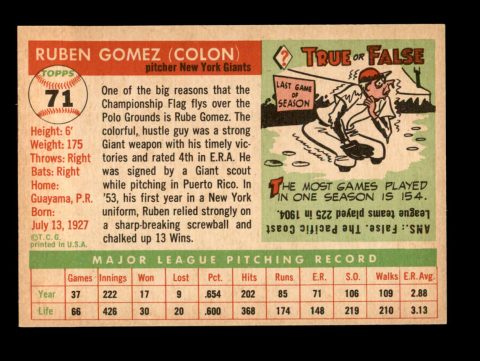 RUBEN GOMEZ (COLON)
pitcher New York Giants
TOPPS
71
Height: 6'
Weight: 175
Throws: Right
Bats: Right
Home:
Guayama, P.R.
Born:
July 13, 1927
©T.C.G.
printed in U.S.A.
One of the big reasons that the
Championship Flag flys over the
Polo Grounds is Rube Gomez. The
colorful, hustle guy was a strong
Giant weapon with his timely vic-
tories and rated 4th in E.R.A. He
was signed by a Giant scout
while pitching in Puerto Rico. In
'53, his first year in a New York
uniform, Ruben relied strongly on
a sharp-breaking screwball and
chalked up 13 Wins.
?
TRUE OR FALSE
LAST GAME
OF
SEASON
THE MOST GAMES PLAYED
IN ONE SEASON IS 154.
ANS.: False. The Pacific Coast
League teams played 225 in 1904.
MAJOR LEAGUE PITCHING RECORD
Games Innings Won Lost Pct. Hits Runs E.R. S.O. Walks E.R. Avg.
Year 37 222 17 9 .654 202 85 71 106 109 2.88
Life 66 426 30 20 .600 368 174 148 219 210 3.13